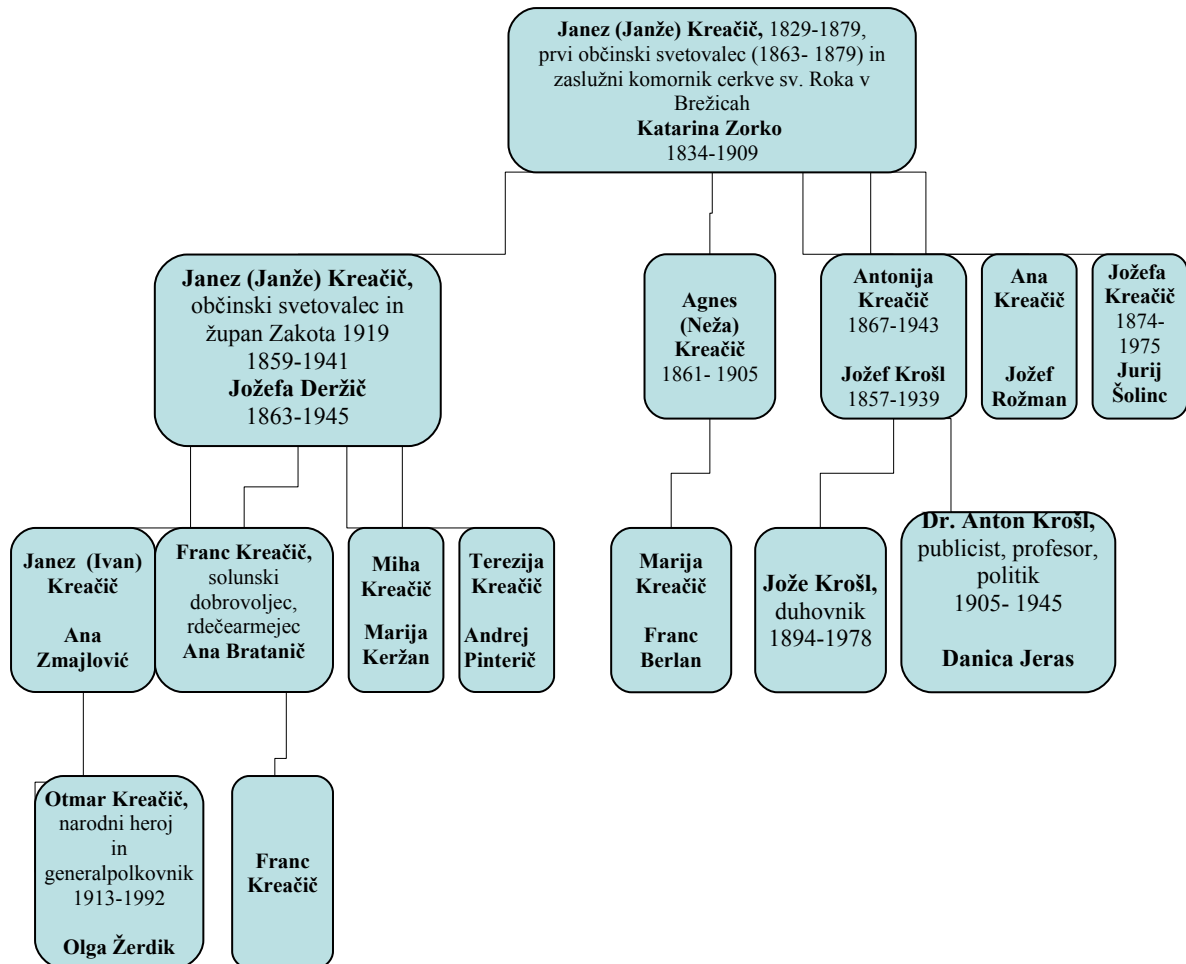 Janez (Janže) Kreačič, 1829-1879,
prvi občinski svetovalec (1863- 1879) in
zaslužni komornik cerkve sv. Roka v
Brežicah
Katarina Zorko
1834-1909
Janez (Janže) Kreačič,
občinski svetovalec in
župan Zakota 1919
1859-1941
Jožefa Deržič
1863-1945
Agnes
(Neža)
Kreačič
1861- 1905
Antonija
Kreačič
1867-1943
Jožef Krošl
1857-1939
Ana
Kreačič
Jožef
Rožman
Jožefa
Kreačič
1874-
1975
Jurij
Šolinc
Janez (Ivan)
Kreačič
Ana
Zmajlović
Franc Kreačič,
solunski
dobrovoljec,
rdečearmejec
Ana Bratanič
Miha
Kreačič
Marija
Keržan
Terezija
Kreačič
Andrej
Pinterič
Marija
Kreačič
Franc
Berlan
Jože Krošl,
duhovnik
1894-1978
Dr. Anton Krošl,
publicist, profesor,
politik
1905- 1945
Danica Jeras
Otmar Kreačič,
narodni heroj
in
generalpolkovnik
1913-1992
Olga Žerdik
Franc
Kreačič